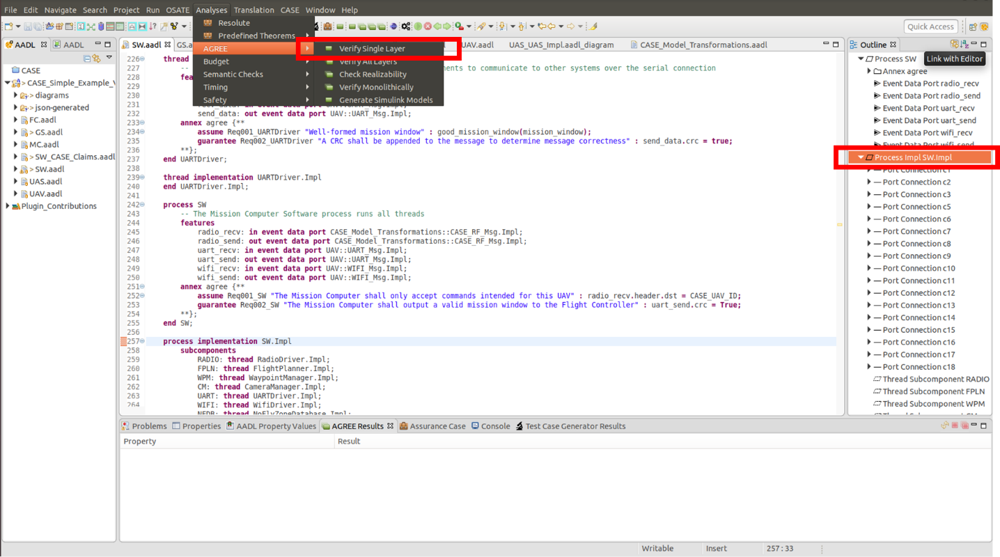 File Edit Navigate Search Project Run OSATE Analyses Translation CASE Window Help
Resolute
Predefined Theorems
AGREE
Budget
Semantic Checks
Timing
Safety
Verify Single Layer
Verify All Layers
Check Realizability
Verify Monolithically
Generate Simulink Models
Quick Access
AADL
AADL
CASE
> CASE_Simple_Example_V
> diagrams
> json-generated
FC.aadl
> GS.aadl
MC.aadl
> SW_CASE_Claims.aadl
> SW.aadl
UAS.aadl
UAV.aadl
Plugin_Contributions
SW.aadl
GS.a
UAV.aadl
UAS_UAS_Impl.aadl_diagram
CASE_Model_Transformations.aadl
226 thread
227 -- ents to communicate to other systems over the serial connection
228 fea
229
230
231
232 send_data: out event data port UAV::UART_Msg.Impl;
233 annex agree {**
234 assume Req001_UARTDriver "Well-formed mission window" : good_mission_window(mission_window);
235 guarantee Req002_UARTDriver "A CRC shall be appended to the message to determine message correctness" : send_data.crc = true;
236 **};
237 end UARTDriver;
238
239 thread implementation UARTDriver.Impl
240 end UARTDriver.Impl;
241
242 process SW
243 -- The Mission Computer Software process runs all threads
244 features
245 radio_recv: in event data port CASE_Model_Transformations::CASE_RF_Msg.Impl;
246 radio_send: out event data port CASE_Model_Transformations::CASE_RF_Msg.Impl;
247 uart_recv: in event data port UAV::UART_Msg.Impl;
248 uart_send: out event data port UAV::UART_Msg.Impl;
249 wifi_recv: in event data port UAV::WIFI_Msg.Impl;
250 wifi_send: out event data port UAV::WIFI_Msg.Impl;
251 annex agree {**
252 assume Req001_SW "The Mission Computer shall only accept commands intended for this UAV" : radio_recv.header.dst = CASE_UAV_ID;
253 guarantee Req002_SW "The Mission Computer shall output a valid mission window to the Flight Controller" : uart_send.crc = True;
254 **};
255 end SW;
256
257 process implementation SW.Impl
258 subcomponents
259 RADIO: thread RadioDriver.Impl;
260 FPLN: thread FlightPlanner.Impl;
261 WPM: thread WaypointManager.Impl;
262 CM: thread CameraManager.Impl;
263 UART: thread UARTDriver.Impl;
264 WIFI: thread WifiDriver.Impl;
NFDB: thread NoFlyZoneDatabase.Impl;
Outline
Link with Editor
Process SW
Annex agree
Event Data Port radio_recv
Event Data Port radio_send
Event Data Port uart_recv
Event Data Port uart_send
Event Data Port wifi_recv
Event Data Port wifi_send
Process Impl SW.Impl
Port Connection c1
Port Connection c2
Port Connection c3
Port Connection c5
Port Connection c6
Port Connection c7
Port Connection c8
Port Connection c9
Port Connection c10
Port Connection c11
Port Connection c12
Port Connection c13
Port Connection c14
Port Connection c15
Port Connection c16
Port Connection c17
Port Connection c18
Thread Subcomponent RADIO
Thread Subcomponent FPLN
Thread Subcomponent WPM
Thread Subcomponent CM
Problems Properties AADL Property Values AGREE Results Assurance Case Console Test Case Generator Results
Property Result
Writable Insert 257:33